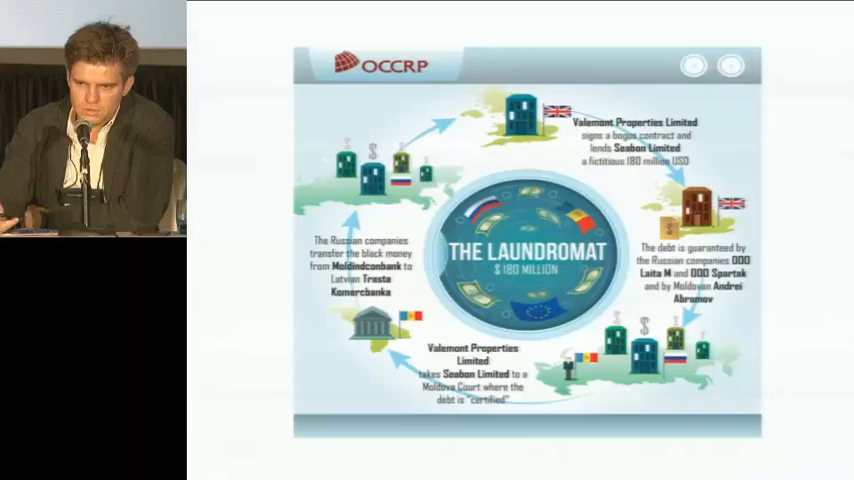 OCCRP
Valemont Properties Limited
signs a bogus contract and
lends Seabon Limited
a fictitious 180 million USD
The debt is guaranteed by
the Russian companies OOO
Laita M and OOO Spartak
and by Moldovan Andrei
Abramov
Valemont Properties
Limited
takes Seabon Limited to a
Moldova Court where the
debt is "certified"
The Russian companies
transfer the black money
from Moldindconbank to
Latvian Trasta
Komercbanka
THE LAUNDROMAT
$ 180 MILLION